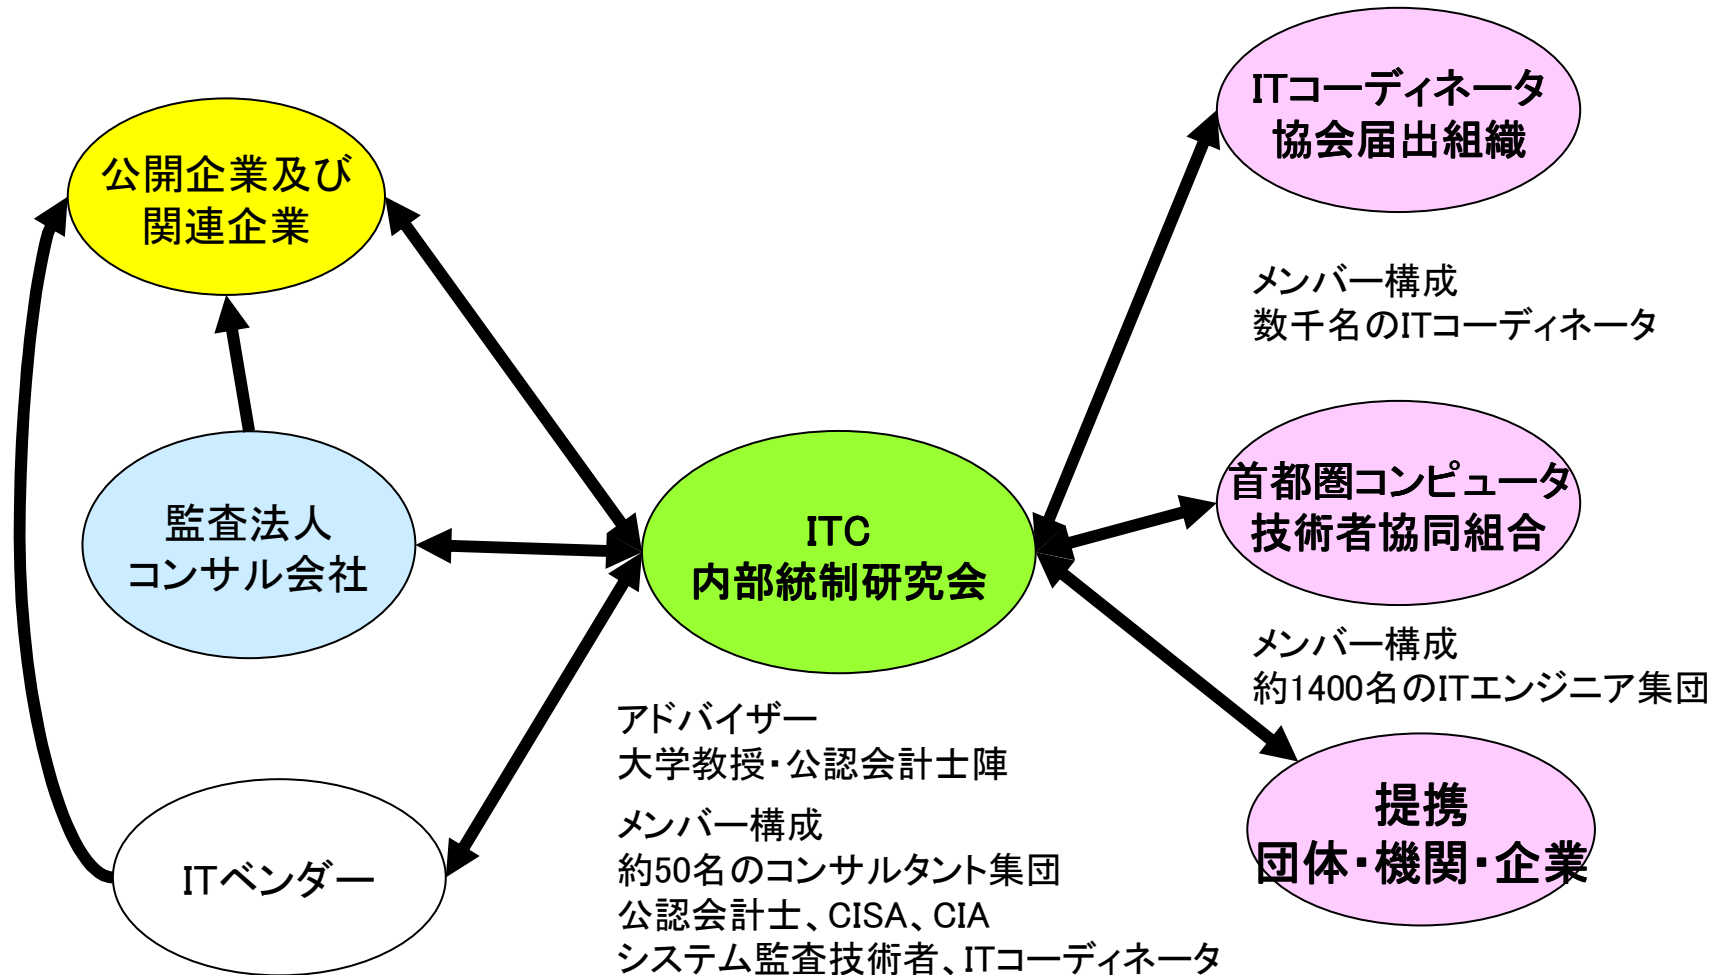 ITコーディネータ
協会届出組織
公開企業及び
関連企業
メンバー構成
数千名のITコーディネータ
首都圏コンピュータ
技術者協同組合
監査法人
コンサル会社
ITC
内部統制研究会
メンバー構成
約1400名のITエンジニア集団
アドバイザー
大学教授・公認会計士陣
提携
団体・機関・企業
メンバー構成
約50名のコンサルタント集団
公認会計士、CISA、CIA
システム監査技術者、ITコーディネータ
ITベンダー